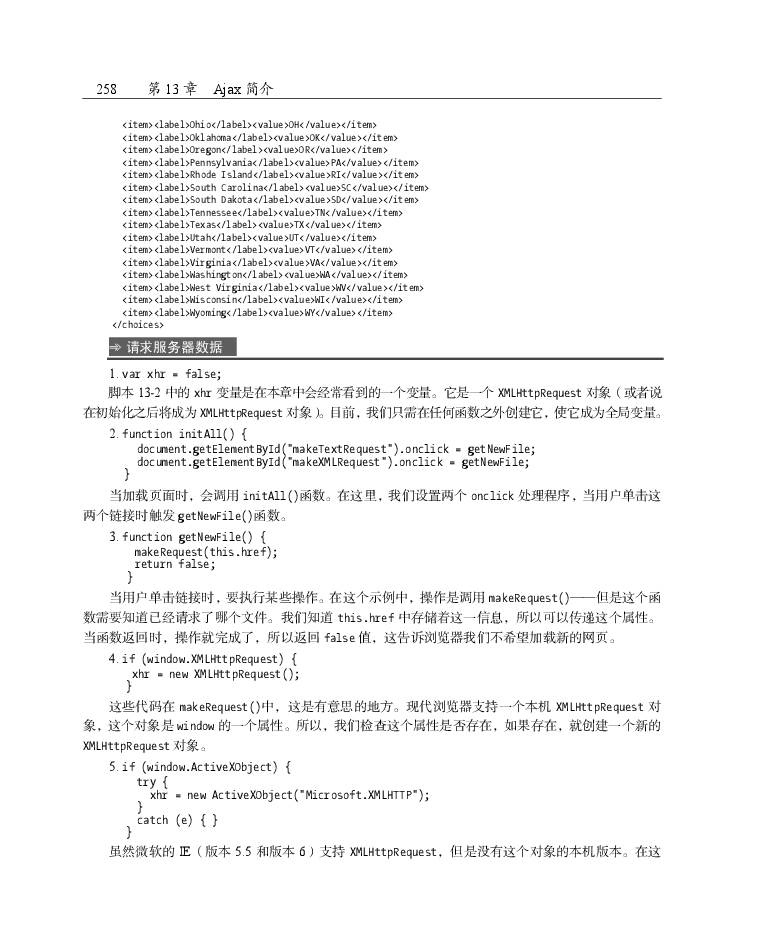 258 第 13 章 Ajax 简介
<item><label>Ohio</label><value>OH</value></item>
<item><label>Oklahoma</label><value>OK</value></item>
<item><label>Oregon</label><value>OR</value></item>
<item><label>Pennsylvania</label><value>PA</value></item>
<item><label>Rhode Island</label><value>RI</value></item>
<item><label>South Carolina</label><value>SC</value></item>
<item><label>South Dakota</label><value>SD</value></item>
<item><label>Tennessee</label><value>TN</value></item>
<item><label>Texas</label><value>TX</value></item>
<item><label>Utah</label><value>UT</value></item>
<item><label>Vermont</label><value>VT</value></item>
<item><label>Virginia</label><value>VA</value></item>
<item><label>Washington</label><value>WA</value></item>
<item><label>West Virginia</label><value>WV</value></item>
<item><label>Wisconsin</label><value>WI</value></item>
<item><label>Wyoming</label><value>WY</value></item>
</choices>
请求服务器数据
1. var xhr = false;
脚本 13-2 中的 xhr 变量是在本章中会经常看到的一个变量。它是一个 XMLHttpRequest 对象（或者说
在初始化之后将成为 XMLHttpRequest 对象）。目前，我们只需在任何函数之外创建它，使它成为全局变量。
2. function initAll() {
document.getElementById("makeTextRequest").onclick = getNewFile;
document.getElementById("makeXMLRequest").onclick = getNewFile;
}
当加载页面时，会调用 initAll()函数。在这里，我们设置两个 onclick 处理程序，当用户单击这
两个链接时触发 getNewFile()函数。
3. function getNewFile() {
makeRequest(this.href);
return false;
}
当用户单击链接时，要执行某些操作。在这个示例中，操作是调用 makeRequest()——但是这个函
数需要知道已经请求了哪个文件。我们知道 this.href 中存储着这一信息，所以可以传递这个属性。
当函数返回时，操作就完成了，所以返回 false 值，这告诉浏览器我们不希望加载新的网页。
4. if (window.XMLHttpRequest) {
xhr = new XMLHttpRequest();
}
这些代码在 makeRequest()中，这是有意思的地方。现代浏览器支持一个本机 XMLHttpRequest 对
象，这个对象是 window 的一个属性。所以，我们检查这个属性是否存在，如果存在，就创建一个新的
XMLHttpRequest 对象。
5. if (window.ActiveXObject) {
try {
xhr = new ActiveXObject("Microsoft.XMLHTTP");
}
catch (e) { }
}
虽然微软的 IE（版本 5.5 和版本 6）支持 XMLHttpRequest，但是没有这个对象的本机版本。在这